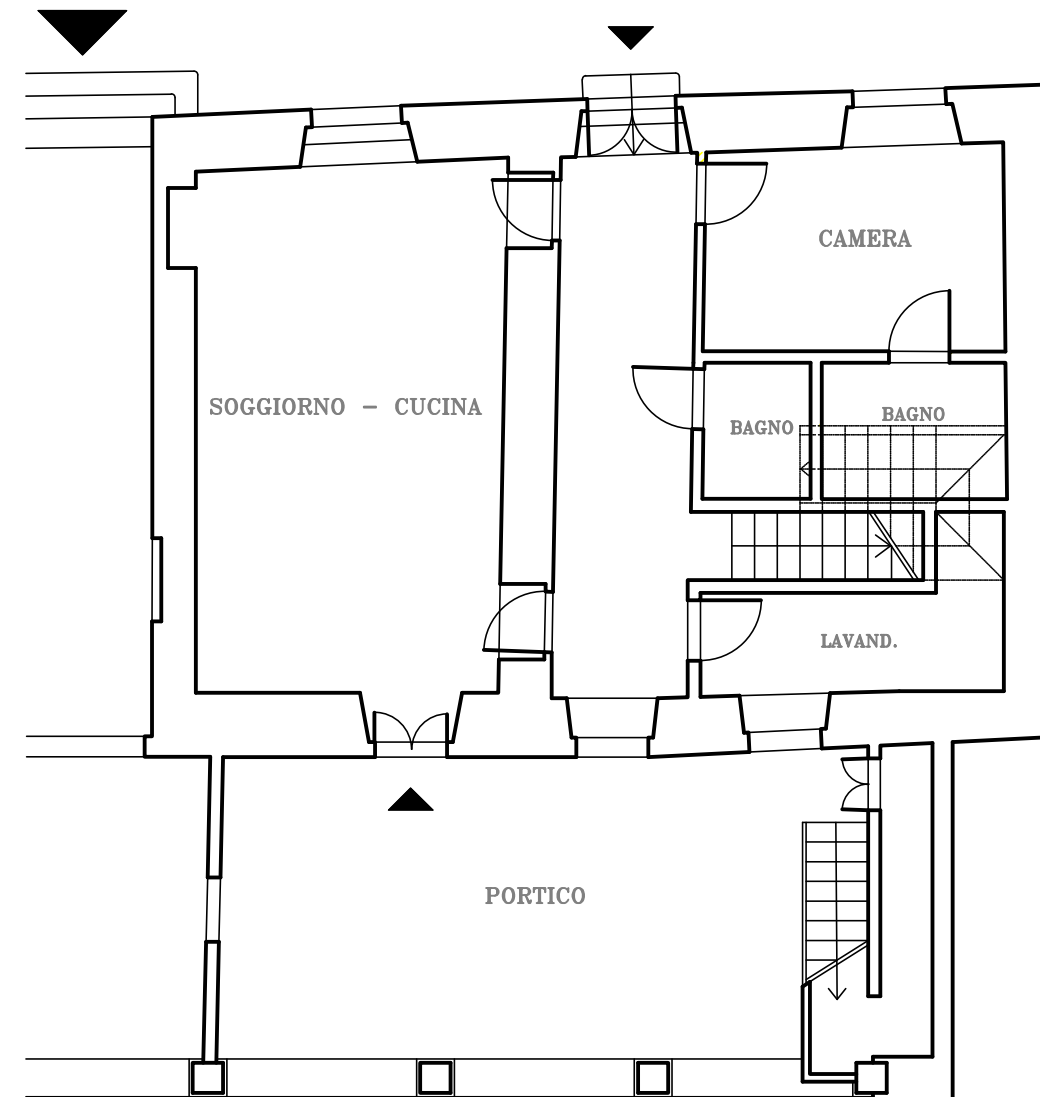 CAMERA
SOGGIORNO - CUCINA
BAGNO
BAGNO
LAVAND.
PORTICO